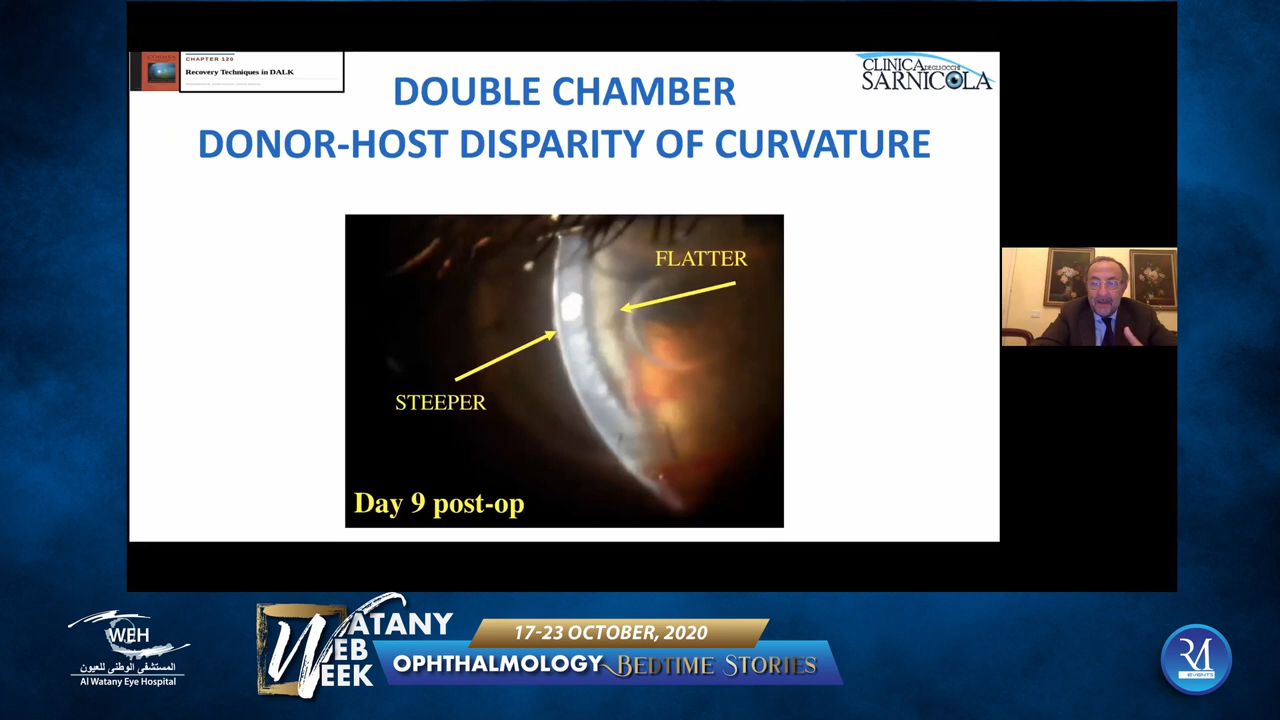 CHAPTER 120
Recovery Techniques in DALK
CLINICA DEGLI OCCHI
SARNICOLA
DOUBLE CHAMBER
DONOR-HOST DISPARITY OF CURVATURE
FLATTER
STEEPER
Day 9 post-op
WEH
المستشفى الوطني للعيون
Al Watany Eye Hospital
WATANY
WEB
WEEK
17-23 OCTOBER, 2020
OPHTHALMOLOGY BEDTIME STORIES
RM
EVENTS